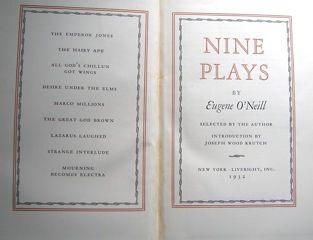 THE EMPEROR JONES
THE HAIRY APE
ALL GOD'S CHILLUN
GOT WINGS
DESIRE UNDER THE ELMS
MARCO MILLIONS
THE GREAT GOD BROWN
LAZARUS LAUGHED
STRANGE INTERLUDE
MOURNING
BECOMES ELECTRA
NINE
PLAYS
BY
Eugene O'Neill
SELECTED BY THE AUTHOR
INTRODUCTION BY
JOSEPH WOOD KRUTCH
NEW YORK · LIVERIGHT, INC.
1932